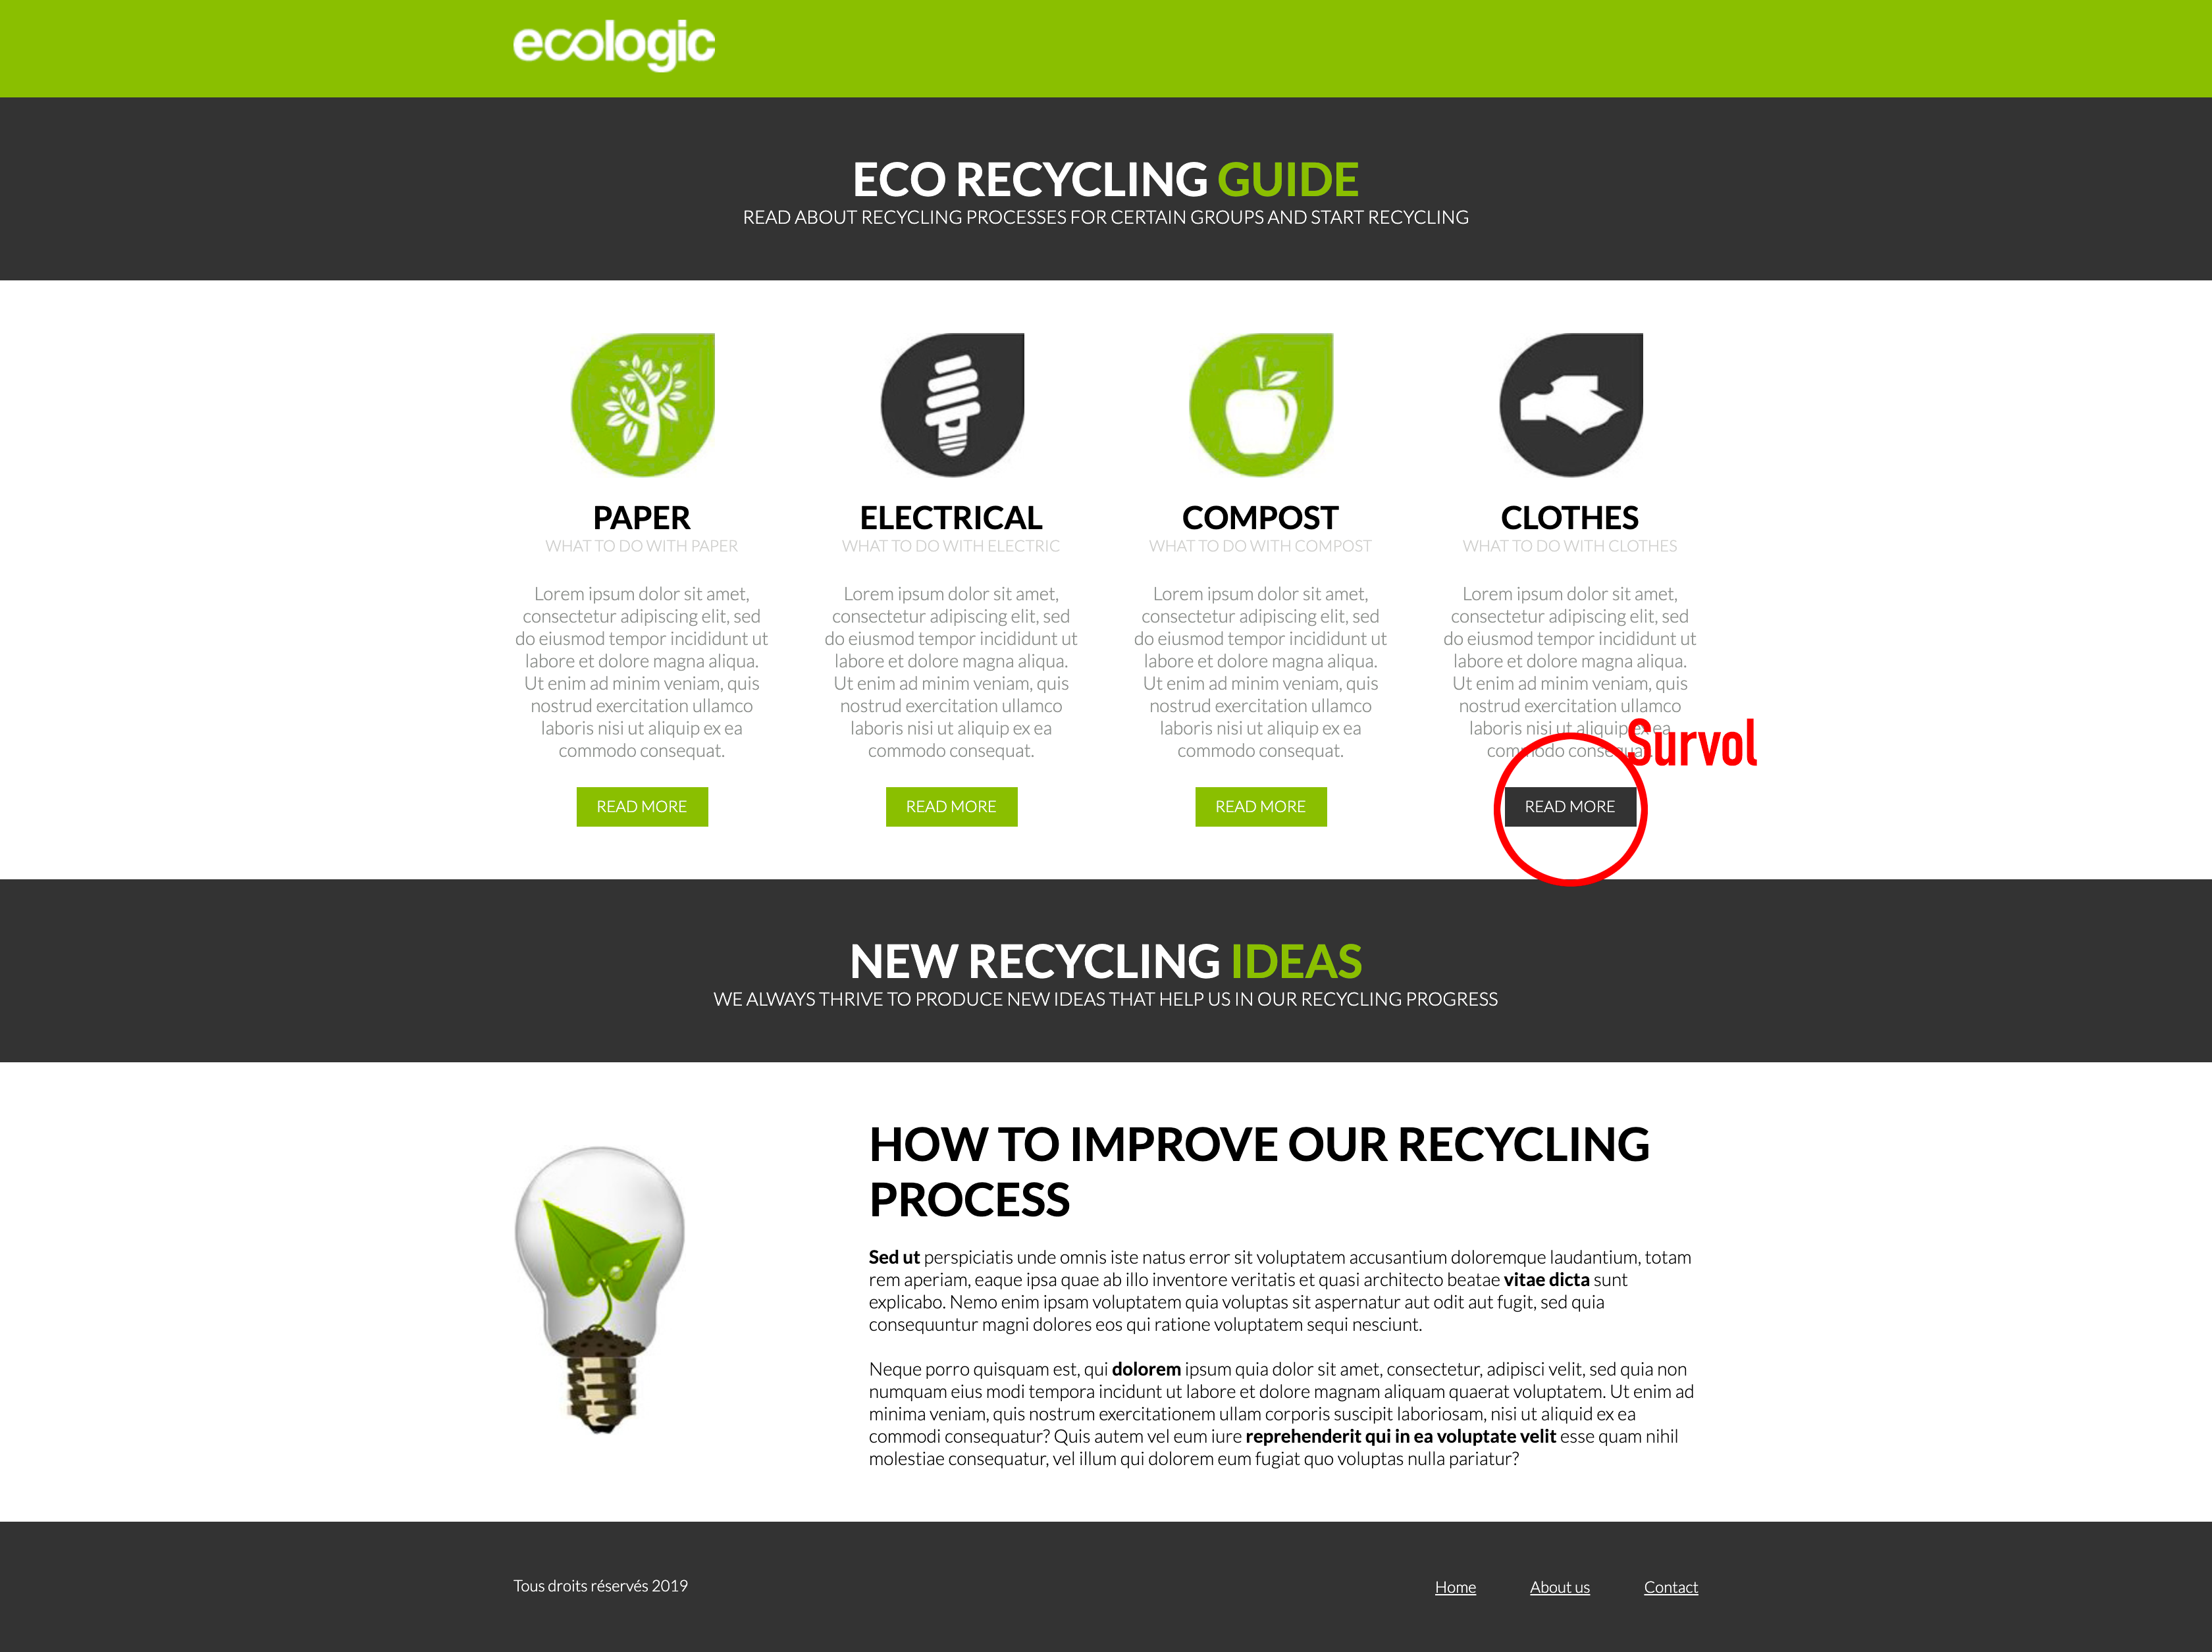 ecologic
ECO RECYCLING GUIDE
READ ABOUT RECYCLING PROCESSES FOR CERTAIN GROUPS AND START RECYCLING
PAPER
WHAT TO DO WITH PAPER
Lorem ipsum dolor sit amet,
consectetur adipiscing elit, sed
do eiusmod tempor incididunt ut
labore et dolore magna aliqua.
Ut enim ad minim veniam, quis
nostrud exercitation ullamco
laboris nisi ut aliquip ex ea
commodo consequat.
READ MORE
ELECTRICAL
WHAT TO DO WITH ELECTRIC
Lorem ipsum dolor sit amet,
consectetur adipiscing elit, sed
do eiusmod tempor incididunt ut
labore et dolore magna aliqua.
Ut enim ad minim veniam, quis
nostrud exercitation ullamco
laboris nisi ut aliquip ex ea
commodo consequat.
READ MORE
COMPOST
WHAT TO DO WITH COMPOST
Lorem ipsum dolor sit amet,
consectetur adipiscing elit, sed
do eiusmod tempor incididunt ut
labore et dolore magna aliqua.
Ut enim ad minim veniam, quis
nostrud exercitation ullamco
laboris nisi ut aliquip ex ea
commodo consequat.
READ MORE
CLOTHES
WHAT TO DO WITH CLOTHES
Lorem ipsum dolor sit amet,
consectetur adipiscing elit, sed
do eiusmod tempor incididunt ut
labore et dolore magna aliqua.
Ut enim ad minim veniam, quis
nostrud exercitation ullamco
laboris nisi ut aliquip ex ea
commodo consequat.
Survol
READ MORE
NEW RECYCLING IDEAS
WE ALWAYS THRIVE TO PRODUCE NEW IDEAS THAT HELP US IN OUR RECYCLING PROGRESS
HOW TO IMPROVE OUR RECYCLING
PROCESS
Sed ut perspiciatis unde omnis iste natus error sit voluptatem accusantium doloremque laudantium, totam
rem aperiam, eaque ipsa quae ab illo inventore veritatis et quasi architecto beatae vitae dicta sunt
explicabo. Nemo enim ipsam voluptatem quia voluptas sit aspernatur aut odit aut fugit, sed quia
consequuntur magni dolores eos qui ratione voluptatem sequi nesciunt.
Neque porro quisquam est, qui dolorem ipsum quia dolor sit amet, consectetur, adipisci velit, sed quia non
numquam eius modi tempora incidunt ut labore et dolore magnam aliquam quaerat voluptatem. Ut enim ad
minima veniam, quis nostrum exercitationem ullam corporis suscipit laboriosam, nisi ut aliquid ex ea
commodi consequatur? Quis autem vel eum iure reprehenderit qui in ea voluptate velit esse quam nihil
molestiae consequatur, vel illum qui dolorem eum fugiat quo voluptas nulla pariatur?
Tous droits réservés 2019
Home
About us
Contact